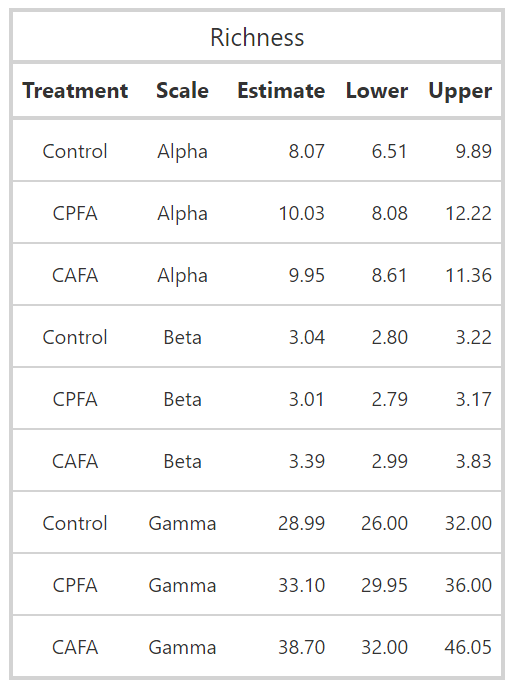 Richness
Treatment Scale Estimate Lower Upper
Control Alpha 8.07 6.51 9.89
CPFA Alpha 10.03 8.08 12.22
CAFA Alpha 9.95 8.61 11.36
Control Beta 3.04 2.80 3.22
CPFA Beta 3.01 2.79 3.17
CAFA Beta 3.39 2.99 3.83
Control Gamma 28.99 26.00 32.00
CPFA Gamma 33.10 29.95 36.00
CAFA Gamma 38.70 32.00 46.05